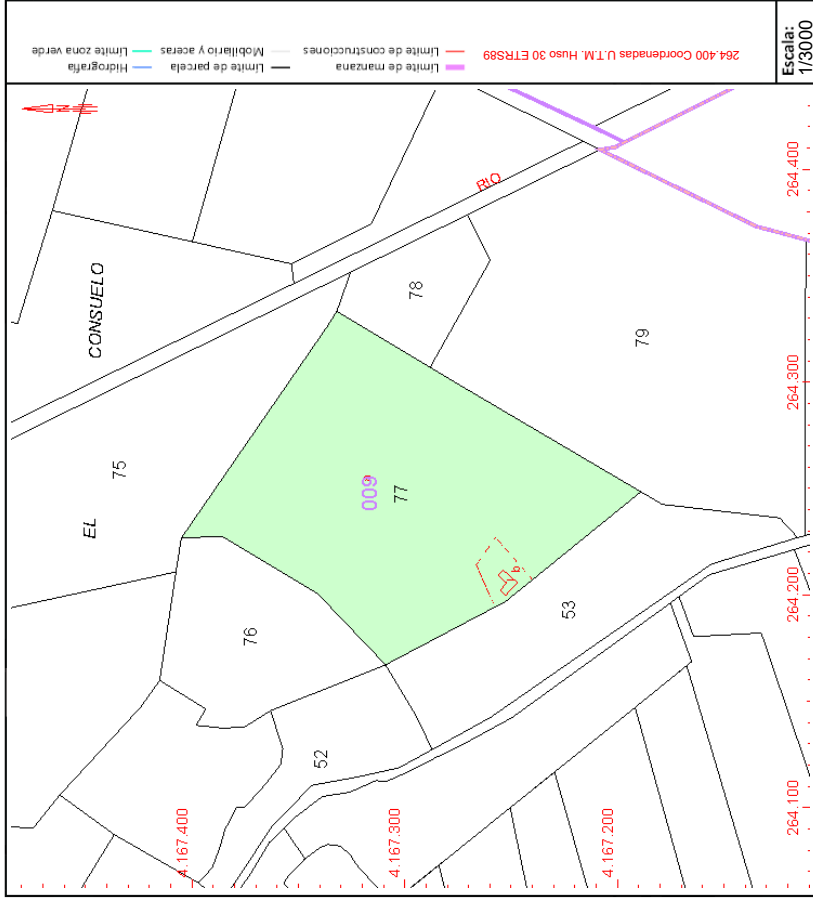 Límite de manzana
Límite de parcela
Hidrografía
Límite de construcciones
Mobiliario y aceras
Límite zona verde
264.400 Coordenadas U.T.M. Huso 30 ETRS89
Escala:
1/3000
N
CONSUELO
EL
RIO
75
78
79
76
77
009
a
b
53
52
4.167.400
4.167.300
4.167.200
264.400
264.300
264.200
264.100